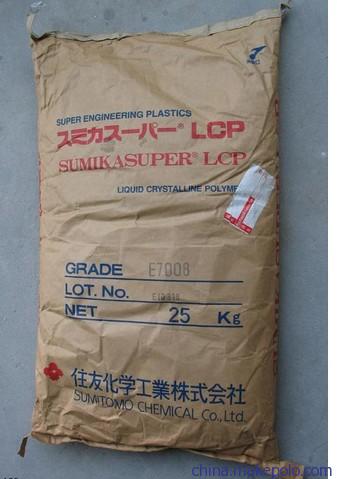 SUPER ENGINEERING PLASTICS
スミカスーパー® LCP
SUMIKASUPER® LCP
LIQUID CRYSTALLINE POLYME
GRADE E7008
LOT. No.
NET 25 Kg
住友化学工業株式会社
SUMITOMO CHEMICAL Co., Ltd.
china.makepolo.com